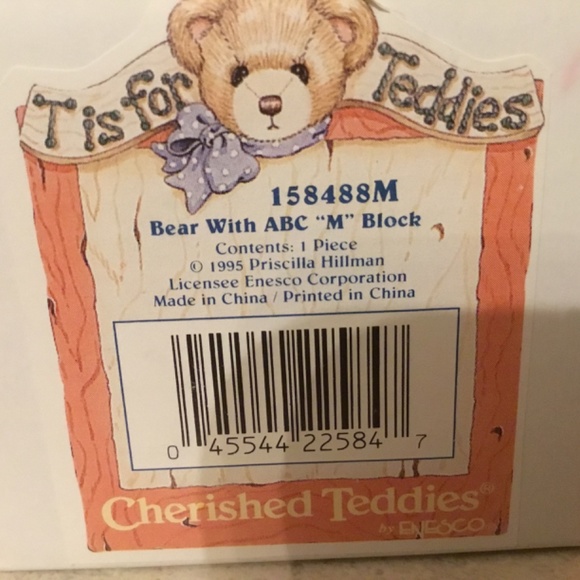 T is for Teddies
158488M
Bear With ABC "M" Block
Contents: 1 Piece
© 1995 Priscilla Hillman
Licensee Enesco Corporation
Made in China / Printed in China
0 45544 22584 7
Cherished Teddies®
by ENESCO